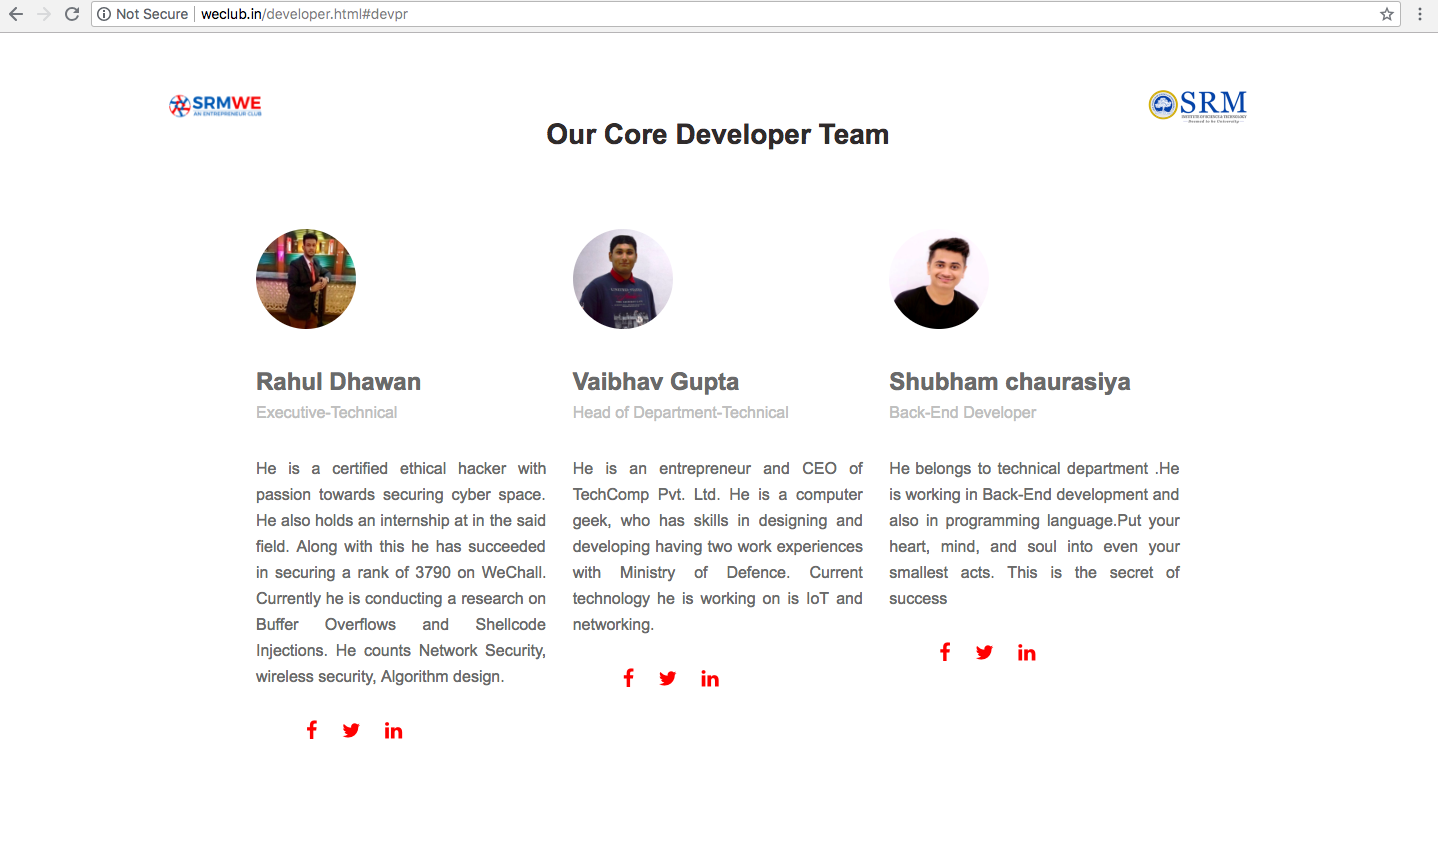 Not Secure weclub.in/developer.html#devpr
SRMWE
AN ENTREPRENEUR CLUB
SRM
INSTITUTE OF SCIENCE & TECHNOLOGY
Our Core Developer Team
Rahul Dhawan
Executive-Technical
He is a certified ethical hacker with
passion towards securing cyber space.
He also holds an internship at in the said
field. Along with this he has succeeded
in securing a rank of 3790 on WeChall.
Currently he is conducting a research on
Buffer Overflows and Shellcode
Injections. He counts Network Security,
wireless security, Algorithm design.
Vaibhav Gupta
Head of Department-Technical
He is an entrepreneur and CEO of
TechComp Pvt. Ltd. He is a computer
geek, who has skills in designing and
developing having two work experiences
with Ministry of Defence. Current
technology he is working on is IoT and
networking.
Shubham chaurasiya
Back-End Developer
He belongs to technical department .He
is working in Back-End development and
also in programming language.Put your
heart, mind, and soul into even your
smallest acts. This is the secret of
success